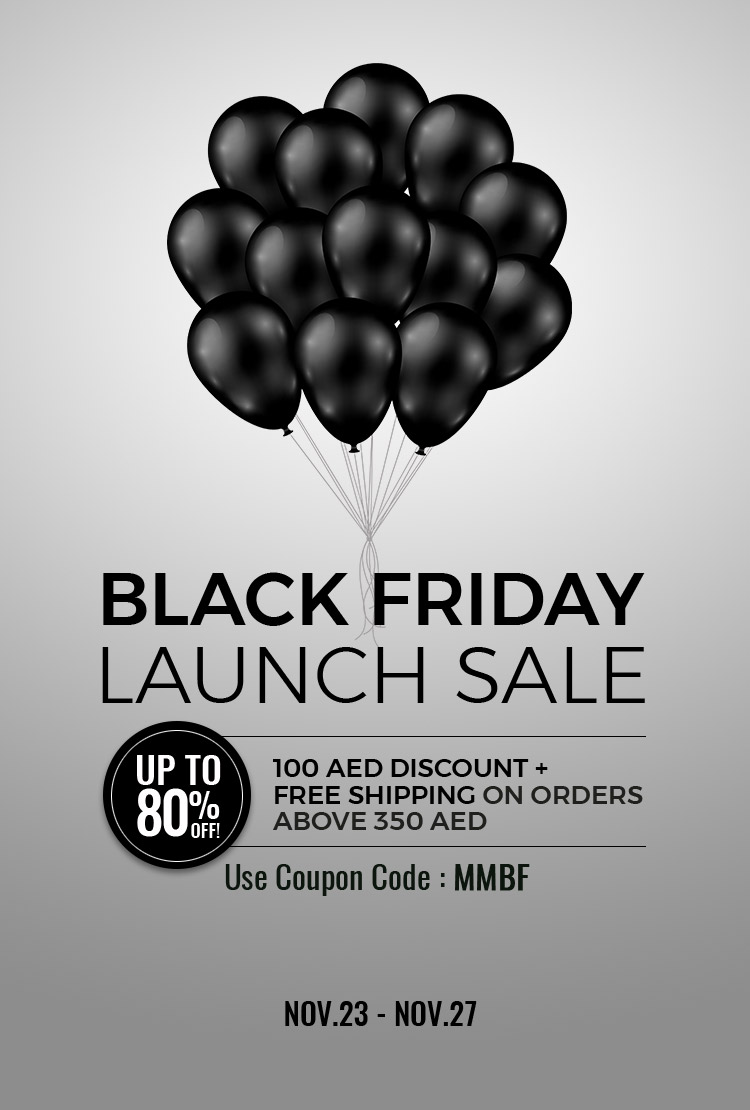 BLACK FRIDAY
LAUNCH SALE
UP TO
80%
OFF!
100 AED DISCOUNT +
FREE SHIPPING ON ORDERS
ABOVE 350 AED
Use Coupon Code : MMBF
NOV.23 - NOV.27